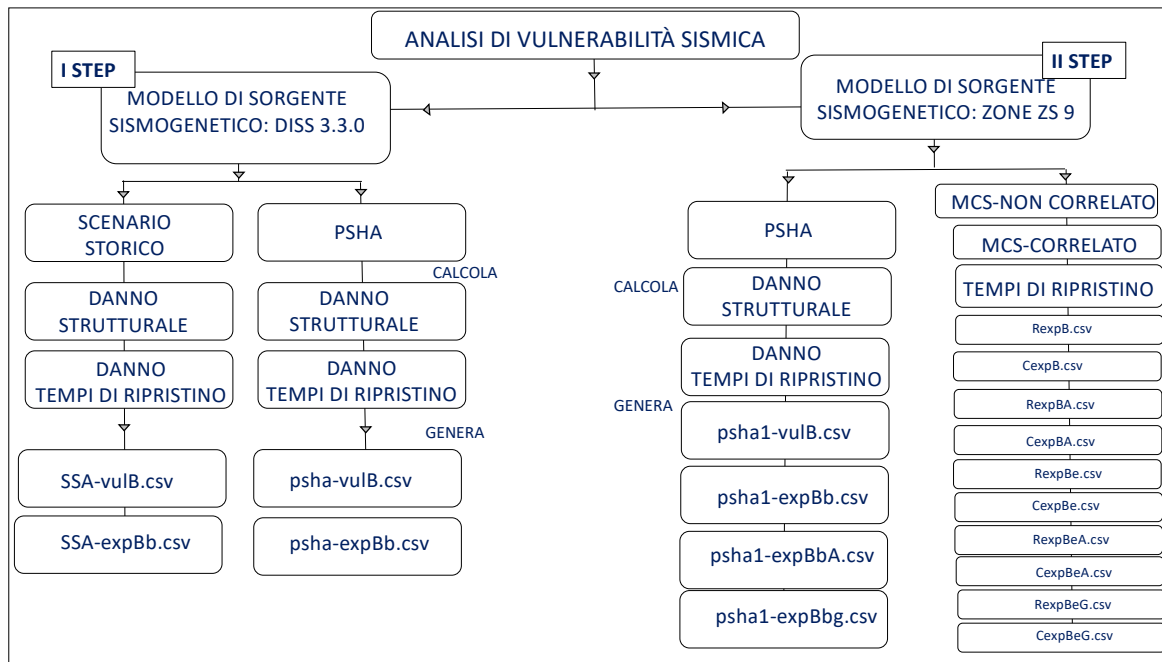 ANALISI DI VULNERABILITÀ SISMICA
I STEP
MODELLO DI SORGENTE
SISMOGENETICO: DISS 3.3.0
SCENARIO
STORICO
DANNO
STRUTTURALE
DANNO
TEMPI DI RIPRISTINO
SSA-vulB.csv
SSA-expBb.csv
PSHA
CALCOLA
DANNO
STRUTTURALE
DANNO
TEMPI DI RIPRISTINO
GENERA
psha-vulB.csv
psha-expBb.csv
II STEP
MODELLO DI SORGENTE
SISMOGENETICO: ZONE ZS 9
PSHA
CALCOLA
DANNO
STRUTTURALE
DANNO
TEMPI DI RIPRISTINO
GENERA
psha1-vulB.csv
psha1-expBb.csv
psha1-expBbA.csv
psha1-expBbg.csv
MCS-NON CORRELATO
MCS-CORRELATO
TEMPI DI RIPRISTINO
RexpB.csv
CexpB.csv
RexpBA.csv
CexpBA.csv
RexpBe.csv
CexpBe.csv
RexpBeA.csv
CexpBeA.csv
RexpBeG.csv
CexpBeG.csv